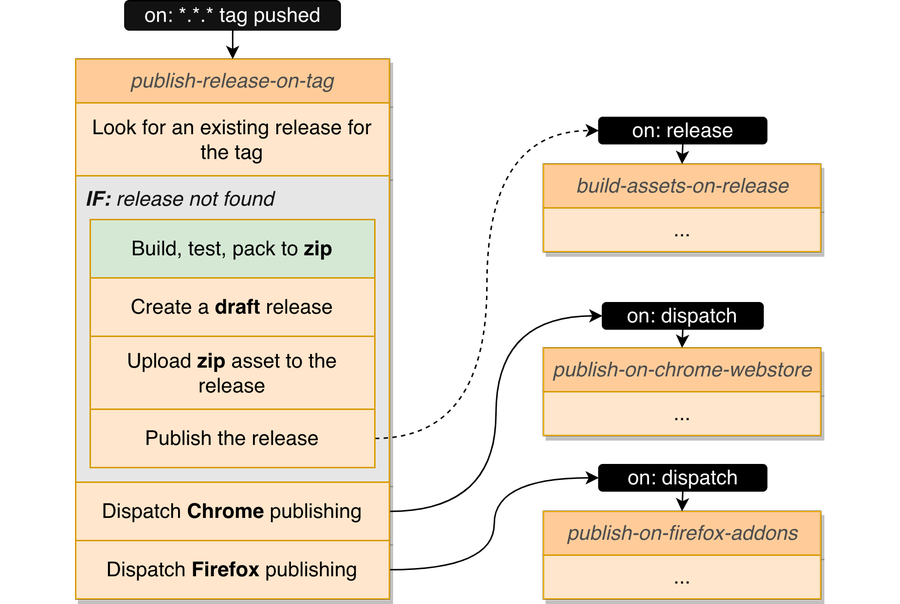 on: *.*.* tag pushed
publish-release-on-tag
Look for an existing release for
the tag
IF: release not found
Build, test, pack to zip
Create a draft release
Upload zip asset to the
release
Publish the release
Dispatch Chrome publishing
Dispatch Firefox publishing
on: release
build-assets-on-release
...
on: dispatch
publish-on-chrome-webstore
...
on: dispatch
publish-on-firefox-addons
...